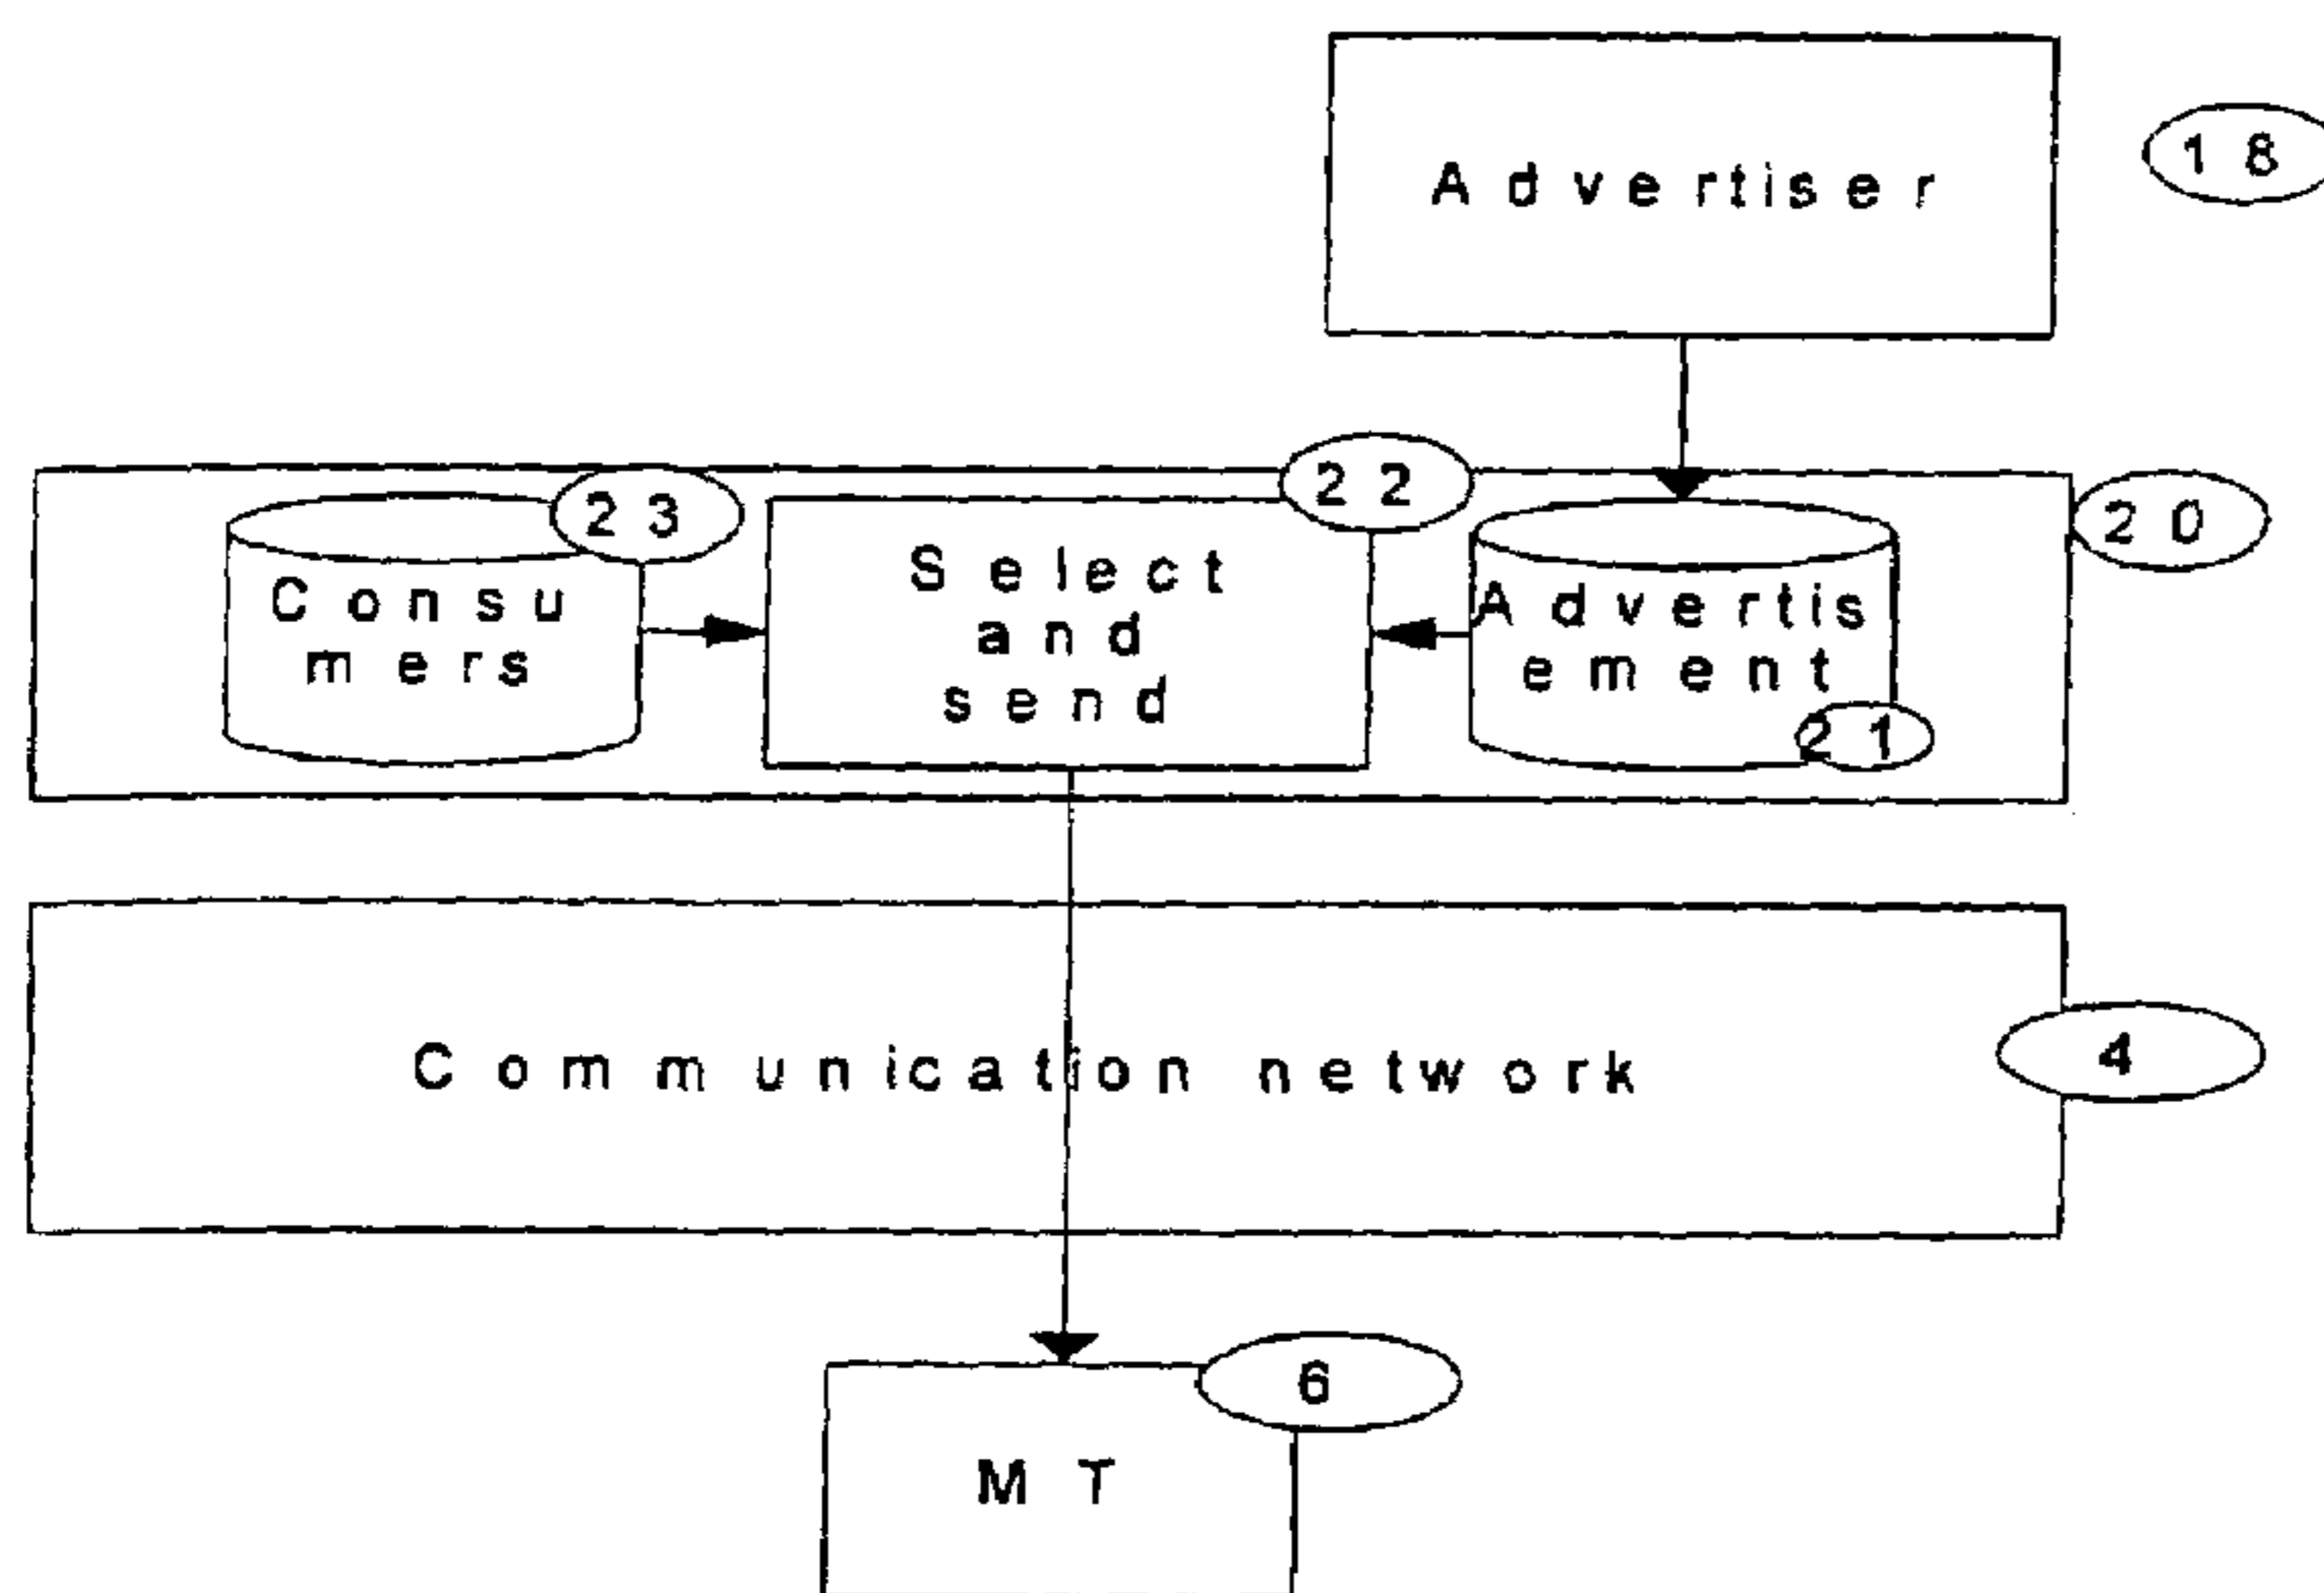 Advertiser
18
22
23
20
Consu
mers
Select
and
send
Advertis
ement
21
Communication network
4
6
MT